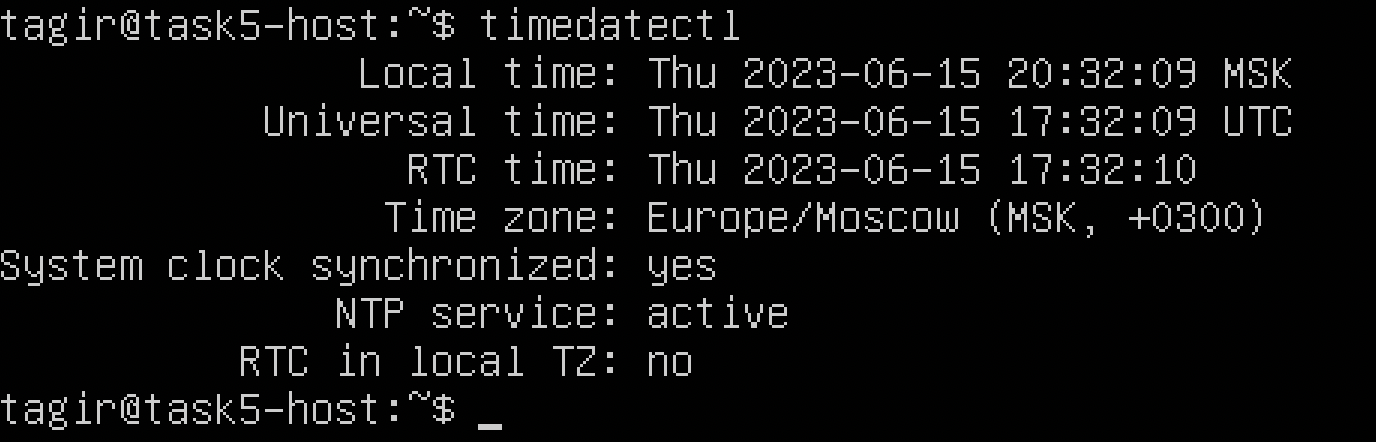 tagir@task5-host:~$ timedatectl
Local time: Thu 2023-06-15 20:32:09 MSK
Universal time: Thu 2023-06-15 17:32:09 UTC
RTC time: Thu 2023-06-15 17:32:10
Time zone: Europe/Moscow (MSK, +0300)
System clock synchronized: yes
NTP service: active
RTC in local TZ: no
tagir@task5-host:~$ _